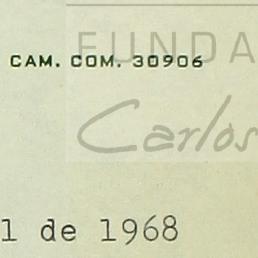 FUNDA
CAM. COM. 30906
Carlos
1 de 1968